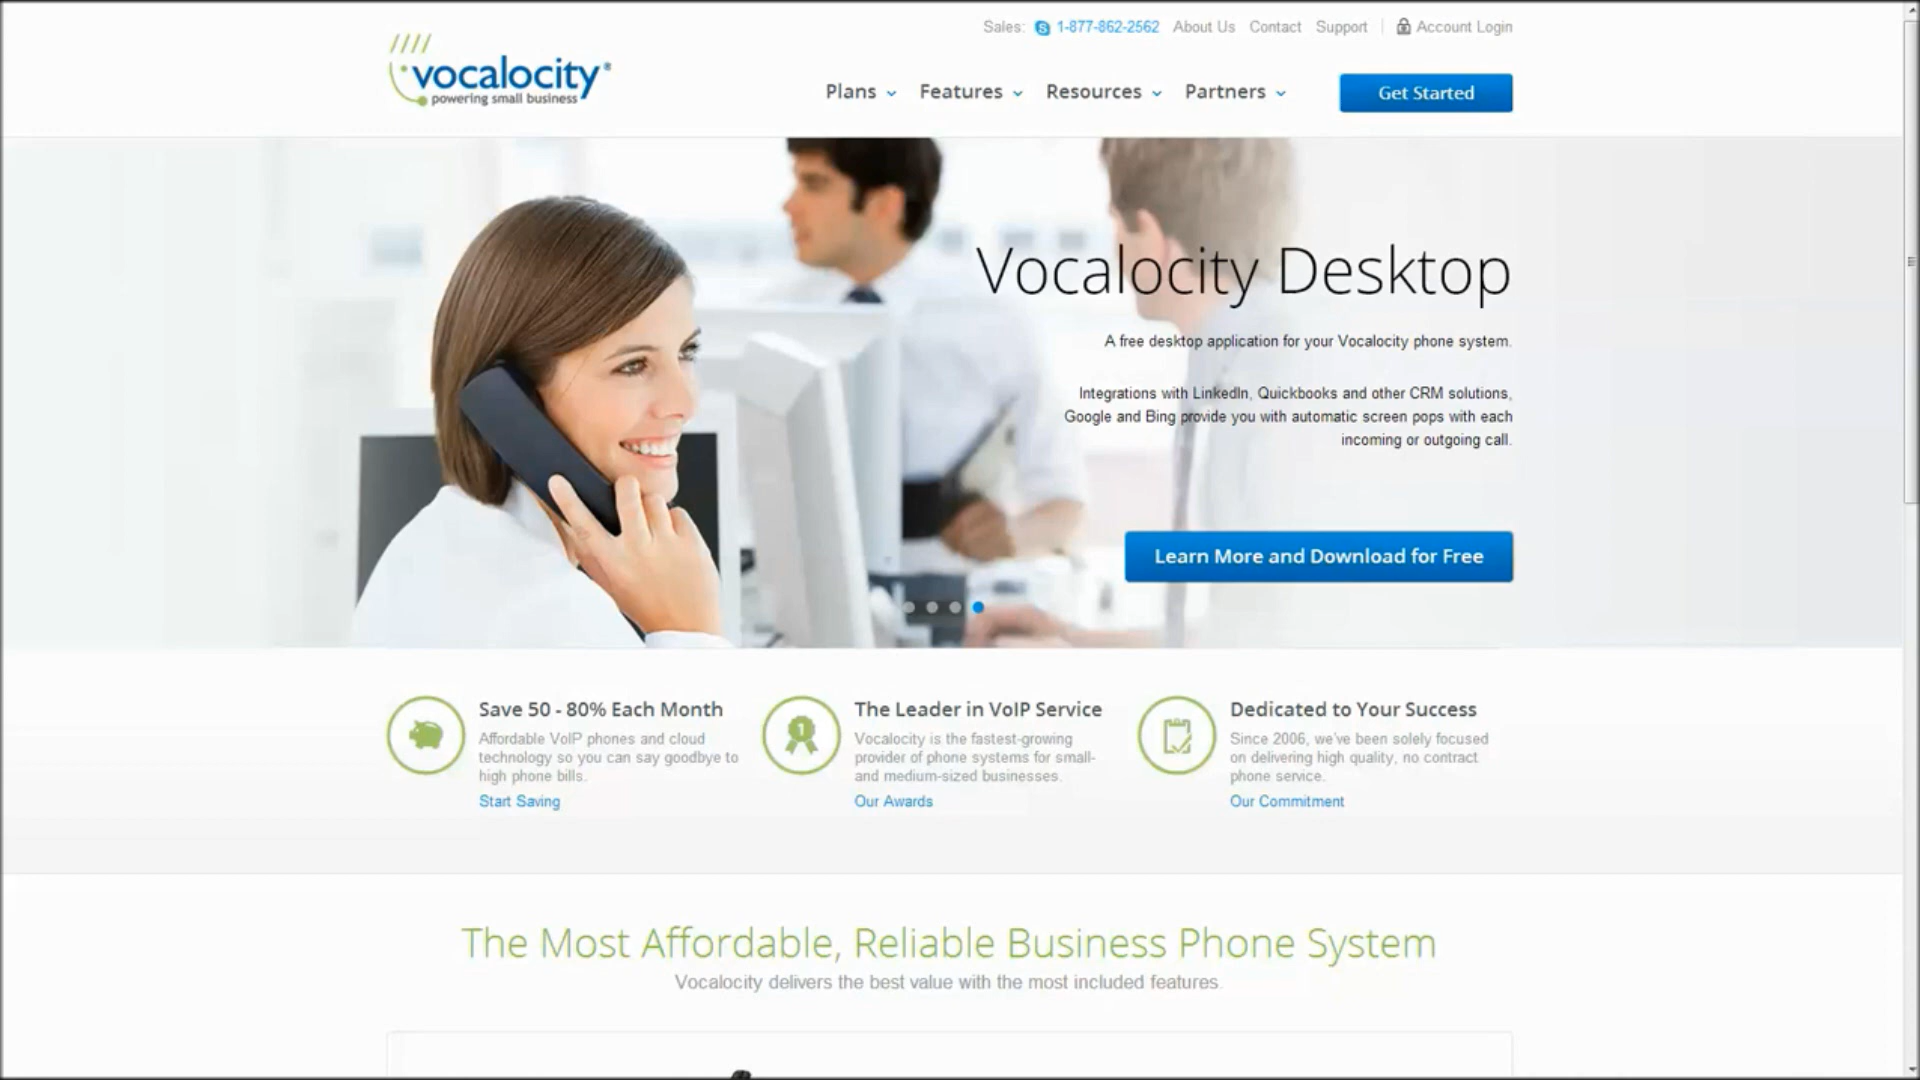 Sales: 1-877-862-2562 About Us Contact Support Account Login
vocalocity®
powering small business
Plans Features Resources Partners Get Started
Vocalocity Desktop
A free desktop application for your Vocalocity phone system.
Integrations with LinkedIn, Quickbooks and other CRM solutions,
Google and Bing provide you with automatic screen pops with each
incoming or outgoing call.
Learn More and Download for Free
Save 50 - 80% Each Month
Affordable VoIP phones and cloud
technology so you can say goodbye to
high phone bills.
Start Saving
1
The Leader in VoIP Service
Vocalocity is the fastest-growing
provider of phone systems for small-
and medium-sized businesses.
Our Awards
Dedicated to Your Success
Since 2006, we've been solely focused
on delivering high quality, no contract
phone service.
Our Commitment
The Most Affordable, Reliable Business Phone System
Vocalocity delivers the best value with the most included features.